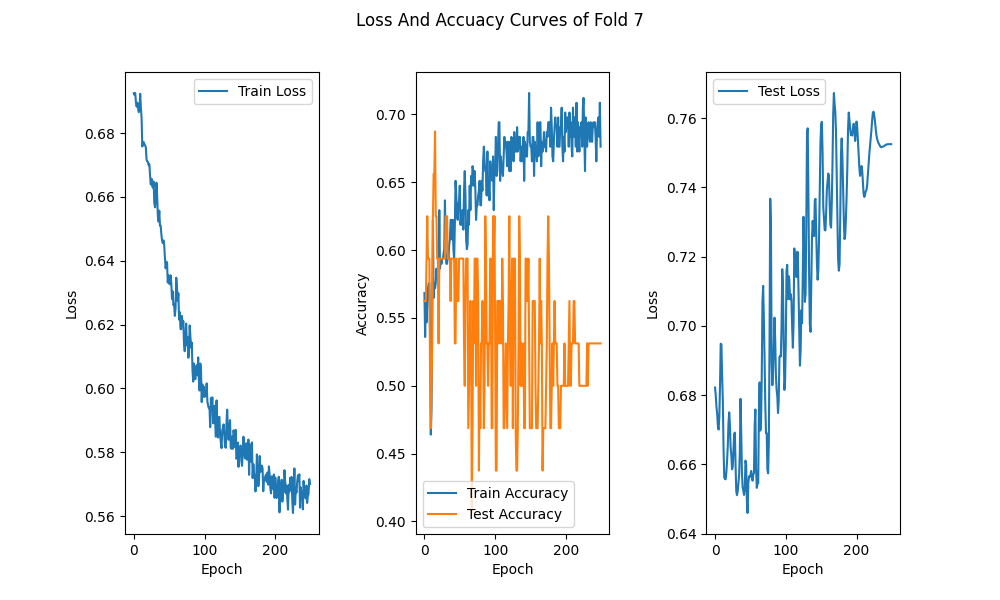 Loss And Accuacy Curves of Fold 7
Train Loss
0.68
0.66
0.64
0.62
0.60
0.58
0.56
Loss
0 100 200
Epoch
0.70
0.65
0.60
0.55
0.50
0.45
0.40
Accuracy
Train Accuracy
Test Accuracy
0 100 200
Epoch
Test Loss
0.76
0.74
0.72
0.70
0.68
0.66
0.64
Loss
0 100 200
Epoch